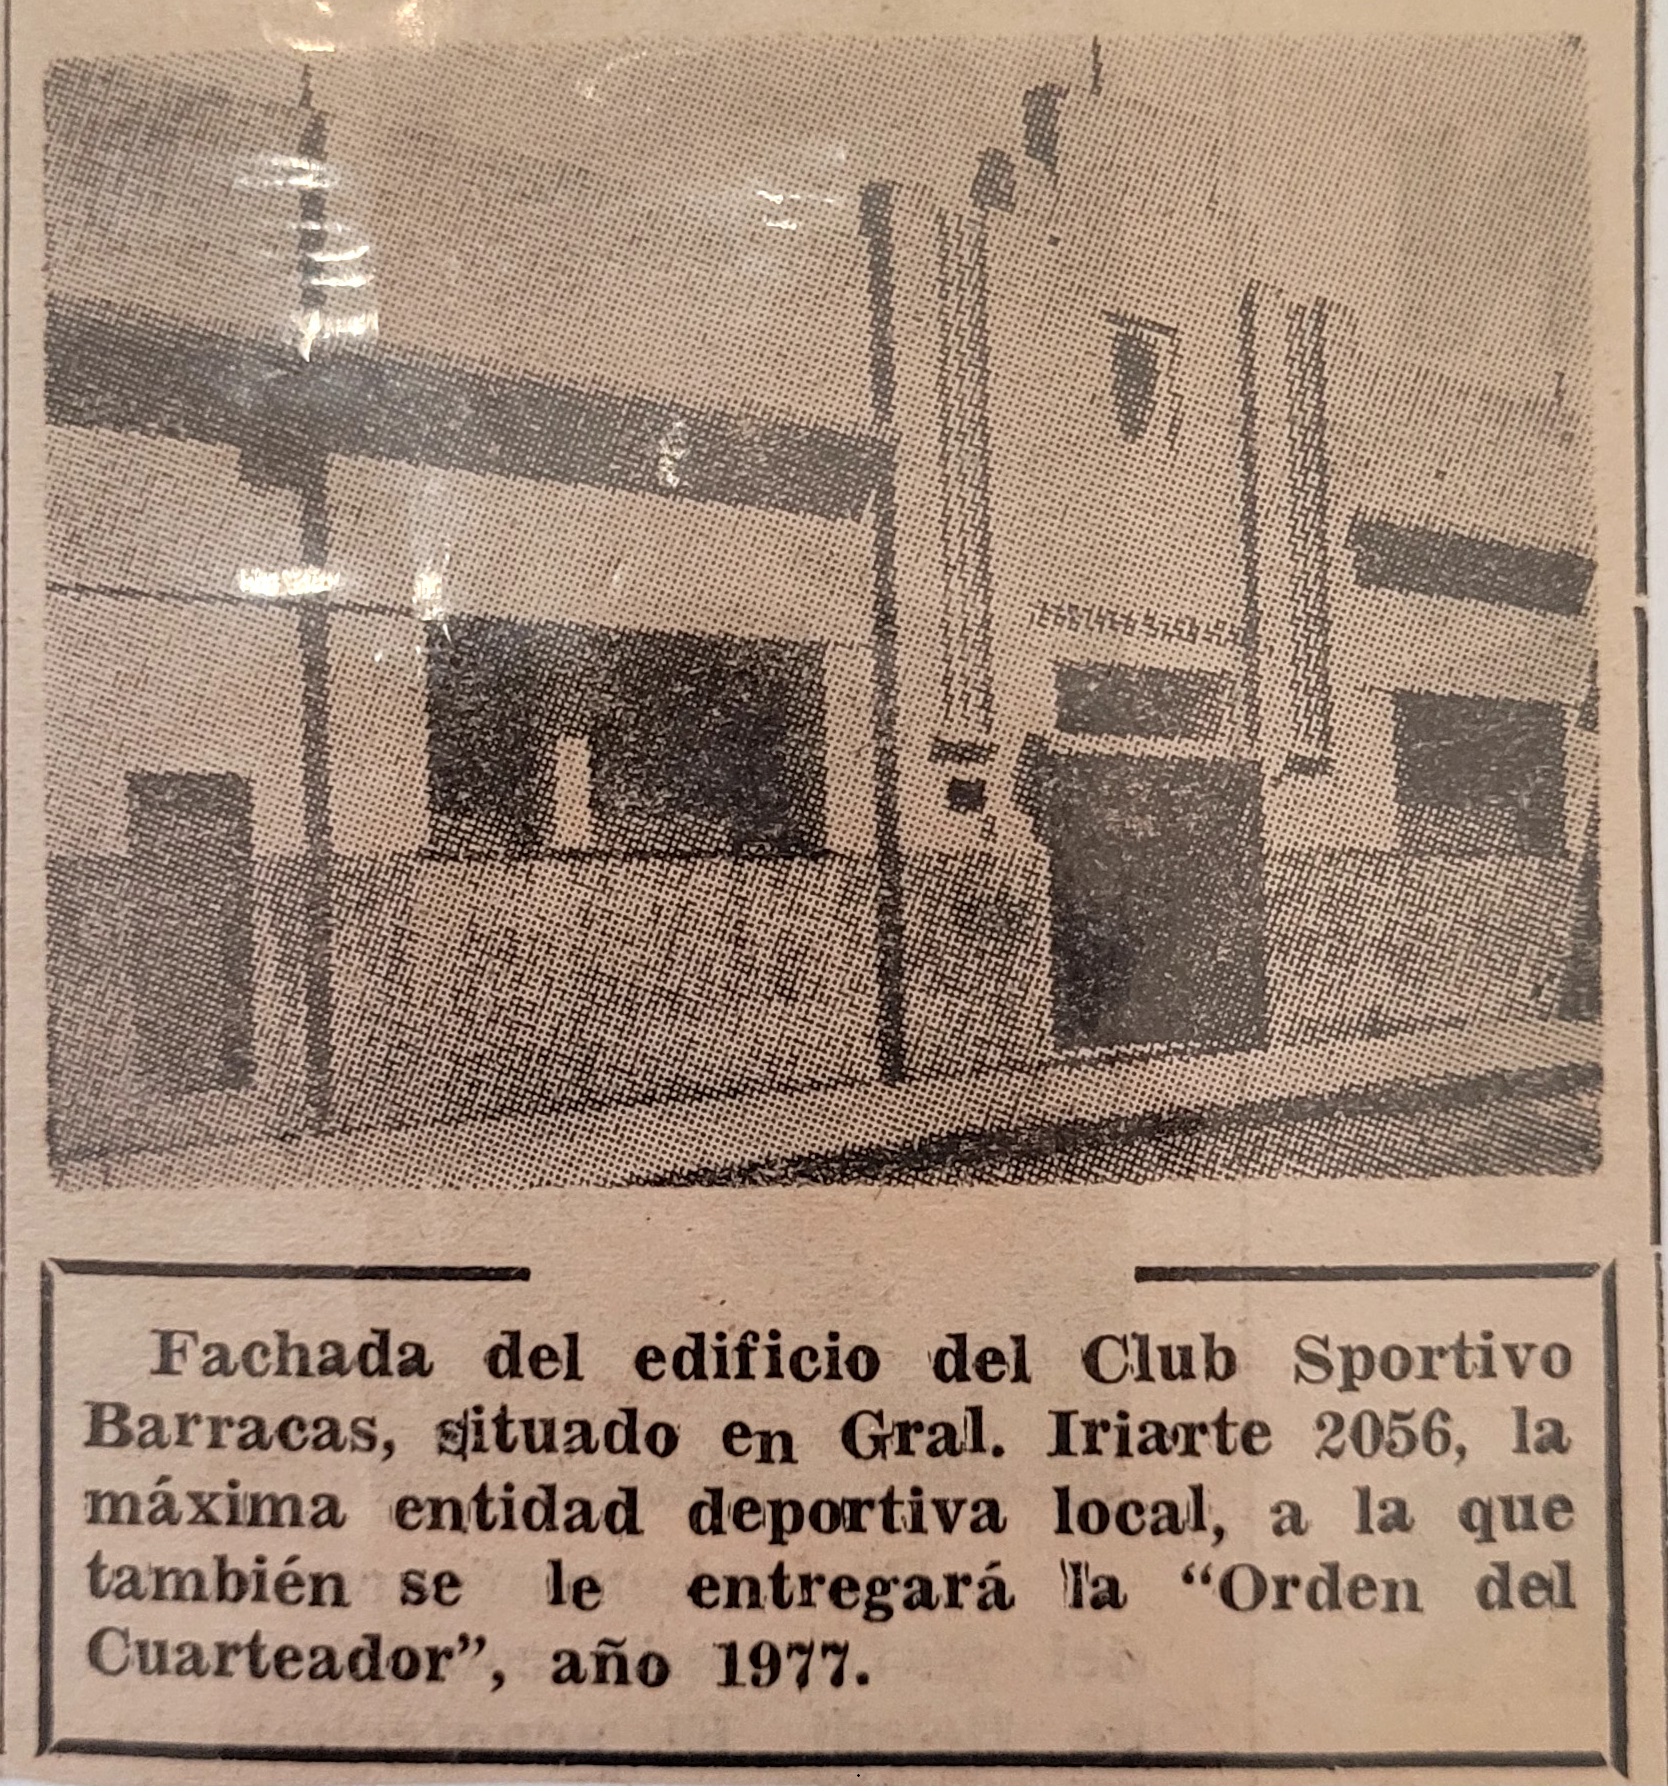 Fachada del edificio del Club Sportivo
Barracas, situado en Gral. Iriarte 2056, la
máxima entidad deportiva local, a la que
también se le entregará la “Orden del
Cuarteador”, año 1977.